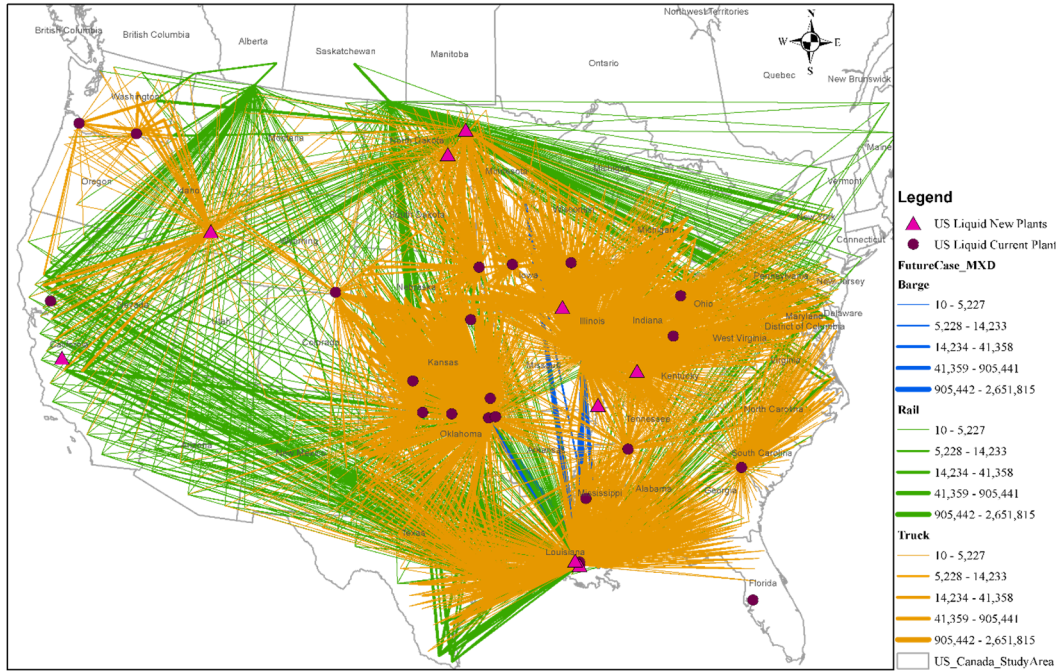 British Columbia
British Columbia
Alberta
Saskatchewan
Manitoba
Northwest Territories
Ontario
Quebec
New Brunswick
N
W
E
S
Washington
Montana
North Dakota
Minnesota
Michigan
Maine
Vermont
Oregon
Idaho
South Dakota
Wisconsin
Michigan
New York
Connecticut
Wyoming
Nebraska
Iowa
Pennsylvania
New Jersey
Nevada
Utah
Illinois
Indiana
Ohio
Maryland
Delaware
District of Columbia
California
Colorado
Kansas
Missouri
West Virginia
Virginia
Kentucky
Oklahoma
Tennessee
North Carolina
New Mexico
Arkansas
South Carolina
Mississippi
Alabama
Georgia
Texas
Louisiana
Florida
Legend
US Liquid New Plants
US Liquid Current Plant
FutureCase_MXD
Barge
10 - 5,227
5,228 - 14,233
14,234 - 41,358
41,359 - 905,441
905,442 - 2,651,815
Rail
10 - 5,227
5,228 - 14,233
14,234 - 41,358
41,359 - 905,441
905,442 - 2,651,815
Truck
10 - 5,227
5,228 - 14,233
14,234 - 41,358
41,359 - 905,441
905,442 - 2,651,815
US_Canada_StudyArea